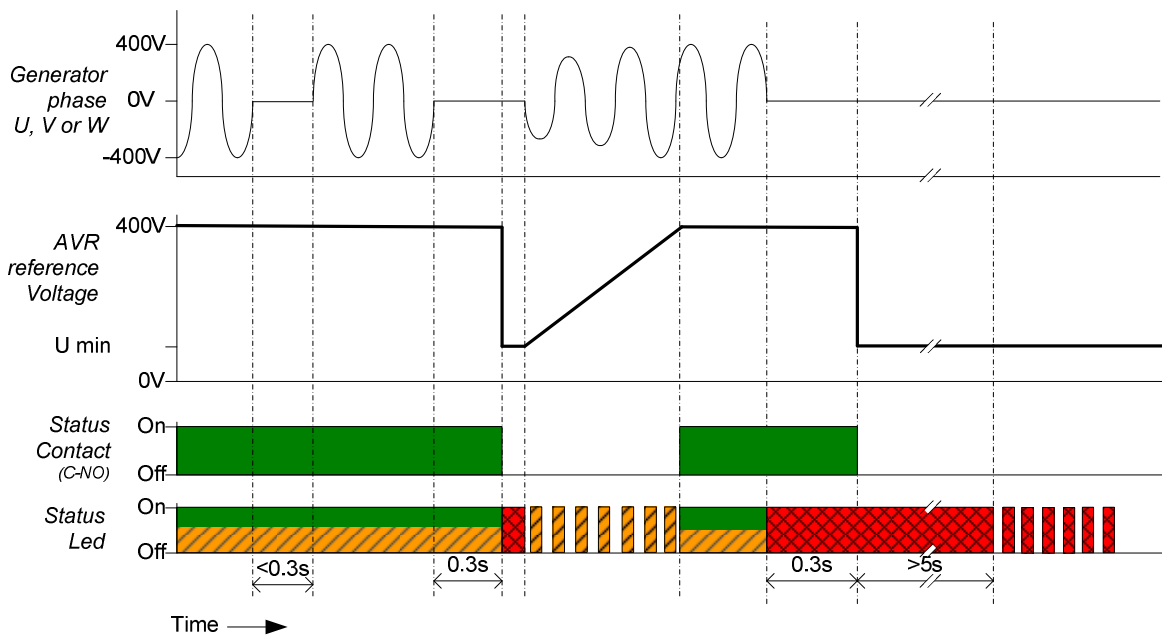 Generator
phase
U, V or W
400V
0V
-400V
AVR
reference
Voltage
400V
U min
0V
Status
Contact
(C-NO)
On
Off
Status
Led
On
Off
<0.3s
0.3s
0.3s
>5s
Time